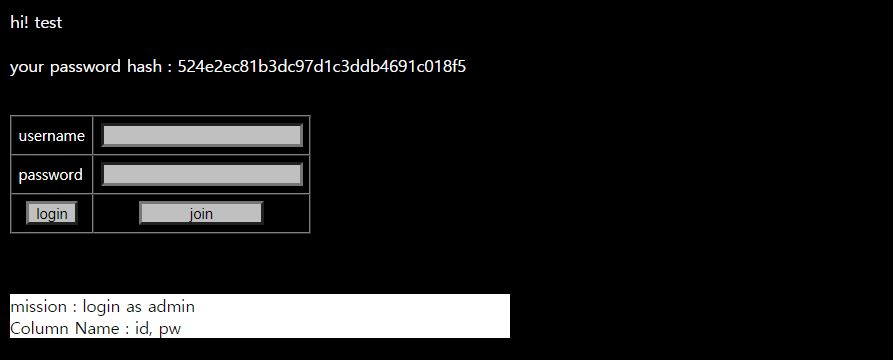 hi! test
your password hash : 524e2ec81b3dc97d1c3ddb4691c018f5
username
password
login join
mission : login as admin
Column Name : id, pw